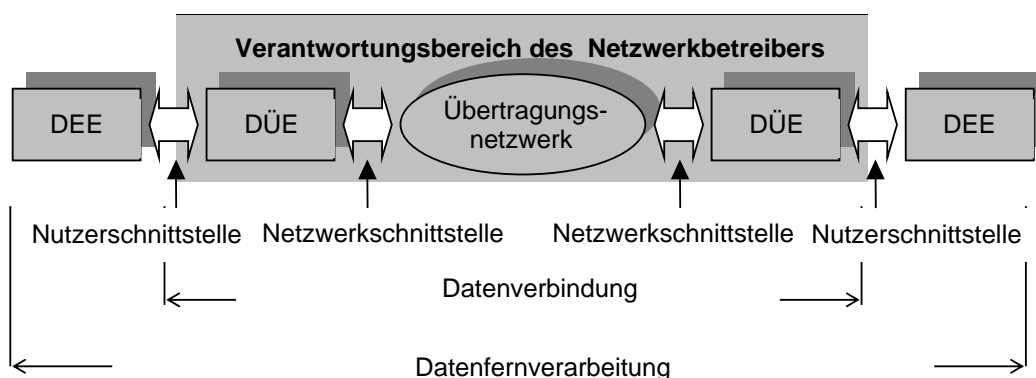 Verantwortungsbereich des Netzwerkbetreibers
DEE
DÜE
Übertragungs-
netzwerk
DÜE
DEE
Nutzerschnittstelle Netzwerkschnittstelle Netzwerkschnittstelle Nutzerschnittstelle
Datenverbindung
Datenfernverarbeitung